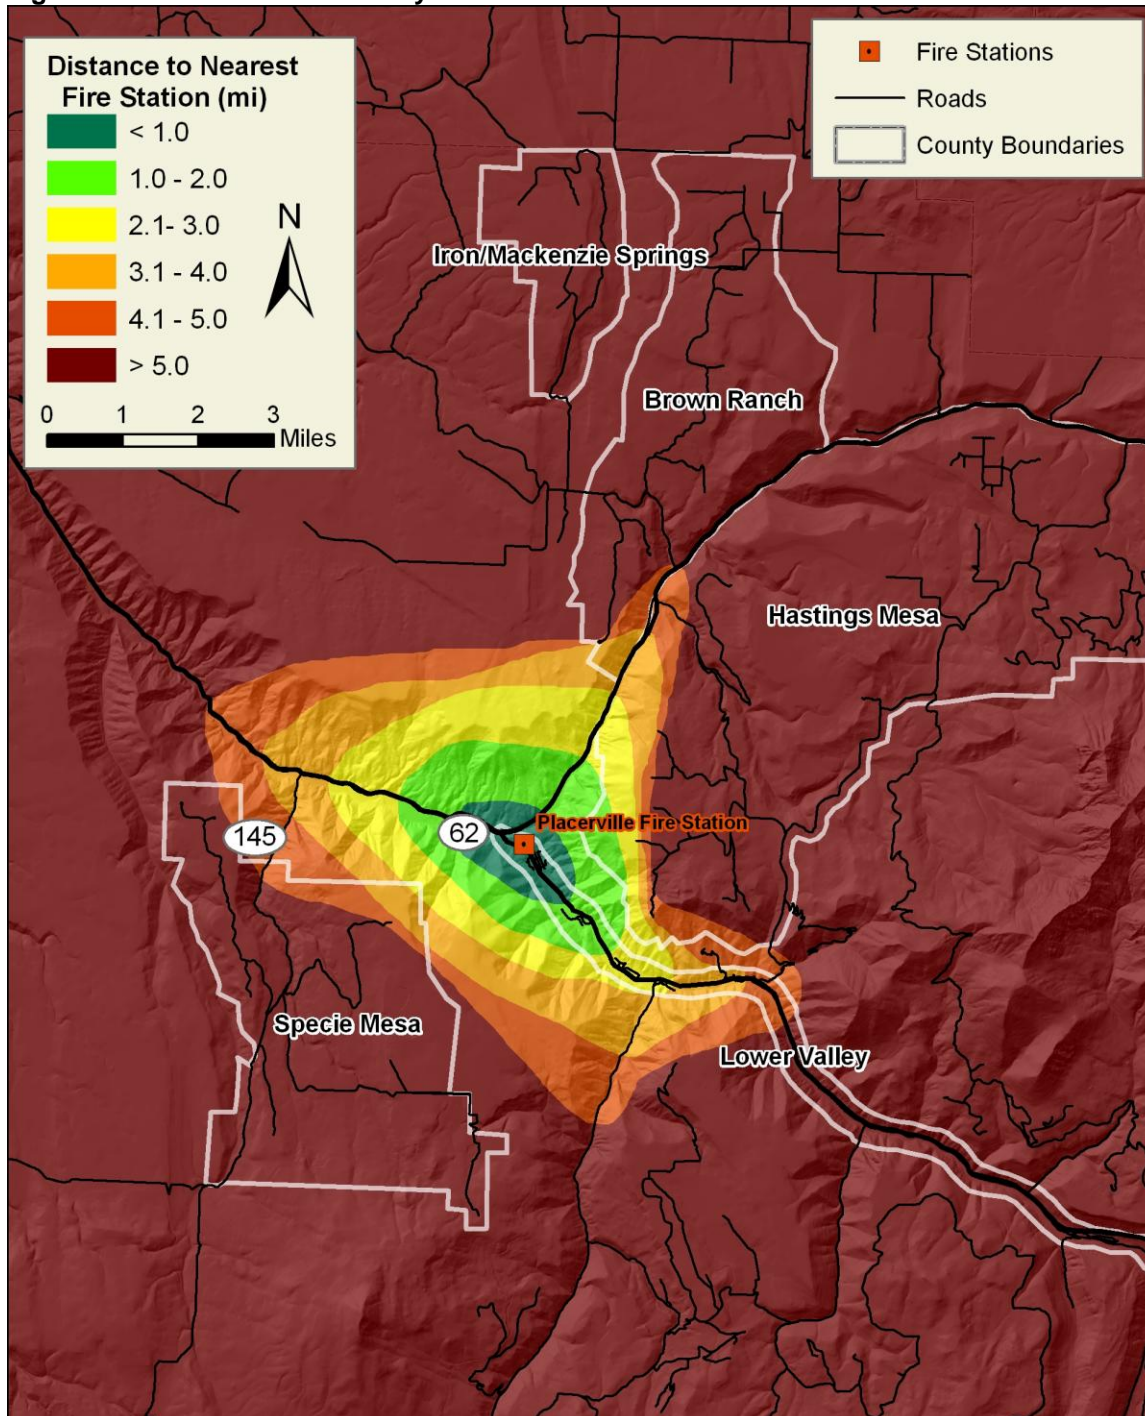 Distance to Nearest
Fire Station (mi)
< 1.0
1.0 - 2.0
2.1- 3.0
3.1 - 4.0
4.1 - 5.0
> 5.0
N
0 1 2 3
Miles
Fire Stations
Roads
County Boundaries
Iron/Mackenzie Springs
Brown Ranch
Hastings Mesa
Placerville Fire Station
145
62
Specie Mesa
Lower Valley